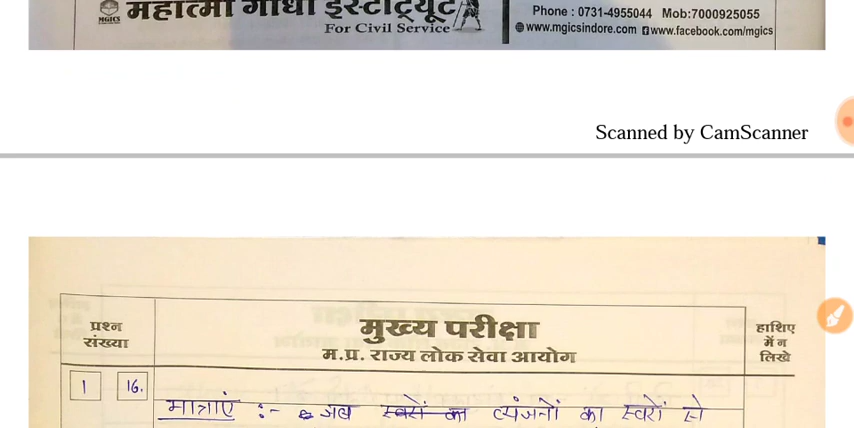 महात्मा गांधी इंस्टीट्यूट
MGICS
For Civil Service
Phone : 0731-4955044 Mob:7000925055
www.mgicsindore.com www.facebook.com/mgics
Scanned by CamScanner
प्रश्न संख्या
मुख्य परीक्षा
म.प्र. राज्य लोक सेवा आयोग
हाशिए में न लिखे
1 16.
मात्राएं :- जब स्वरों का व्यंजनों का स्वरों से